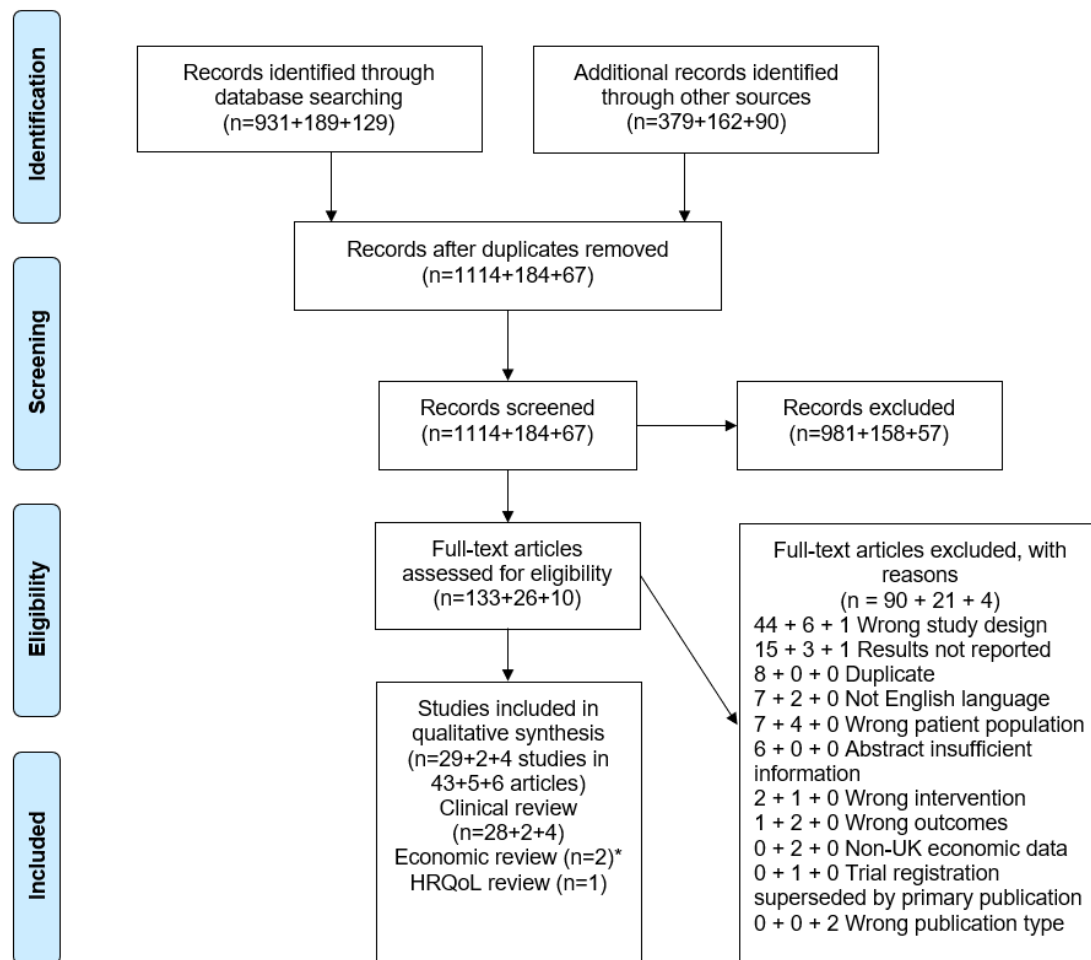 Identification
Records identified through
database searching
(n=931+189+129)
Additional records identified
through other sources
(n=379+162+90)
Records after duplicates removed
(n=1114+184+67)
Screening
Records screened
(n=1114+184+67)
Records excluded
(n=981+158+57)
Eligibility
Full-text articles
assessed for eligibility
(n=133+26+10)
Full-text articles excluded, with
reasons
(n = 90 + 21 + 4)
44 + 6 + 1 Wrong study design
15 + 3 + 1 Results not reported
8 + 0 + 0 Duplicate
7 + 2 + 0 Not English language
7 + 4 + 0 Wrong patient population
6 + 0 + 0 Abstract insufficient
information
2 + 1 + 0 Wrong intervention
1 + 2 + 0 Wrong outcomes
0 + 2 + 0 Non-UK economic data
0 + 1 + 0 Trial registration
superseded by primary publication
0 + 0 + 2 Wrong publication type
Included
Studies included in
qualitative synthesis
(n=29+2+4 studies in
43+5+6 articles)
Clinical review
(n=28+2+4)
Economic review (n=2)*
HRQoL review (n=1)